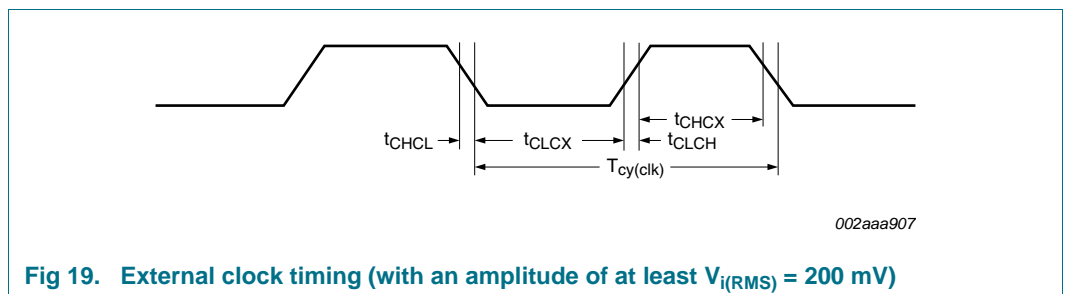 tCHCX
tCHCL
tCLCX
tCLCH
Tcy(clk)
002aaa907
Fig 19. External clock timing (with an amplitude of at least Vi(RMS) = 200 mV)